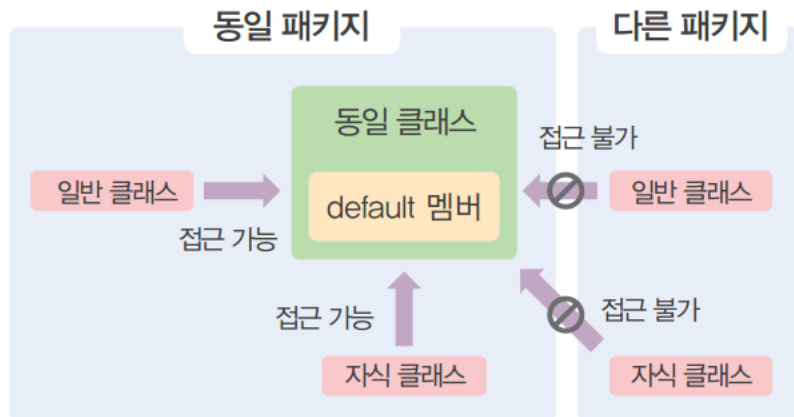 동일 패키지
다른 패키지
동일 클래스
접근 불가
일반 클래스
default 멤버
일반 클래스
접근 가능
접근 가능
접근 불가
자식 클래스
자식 클래스